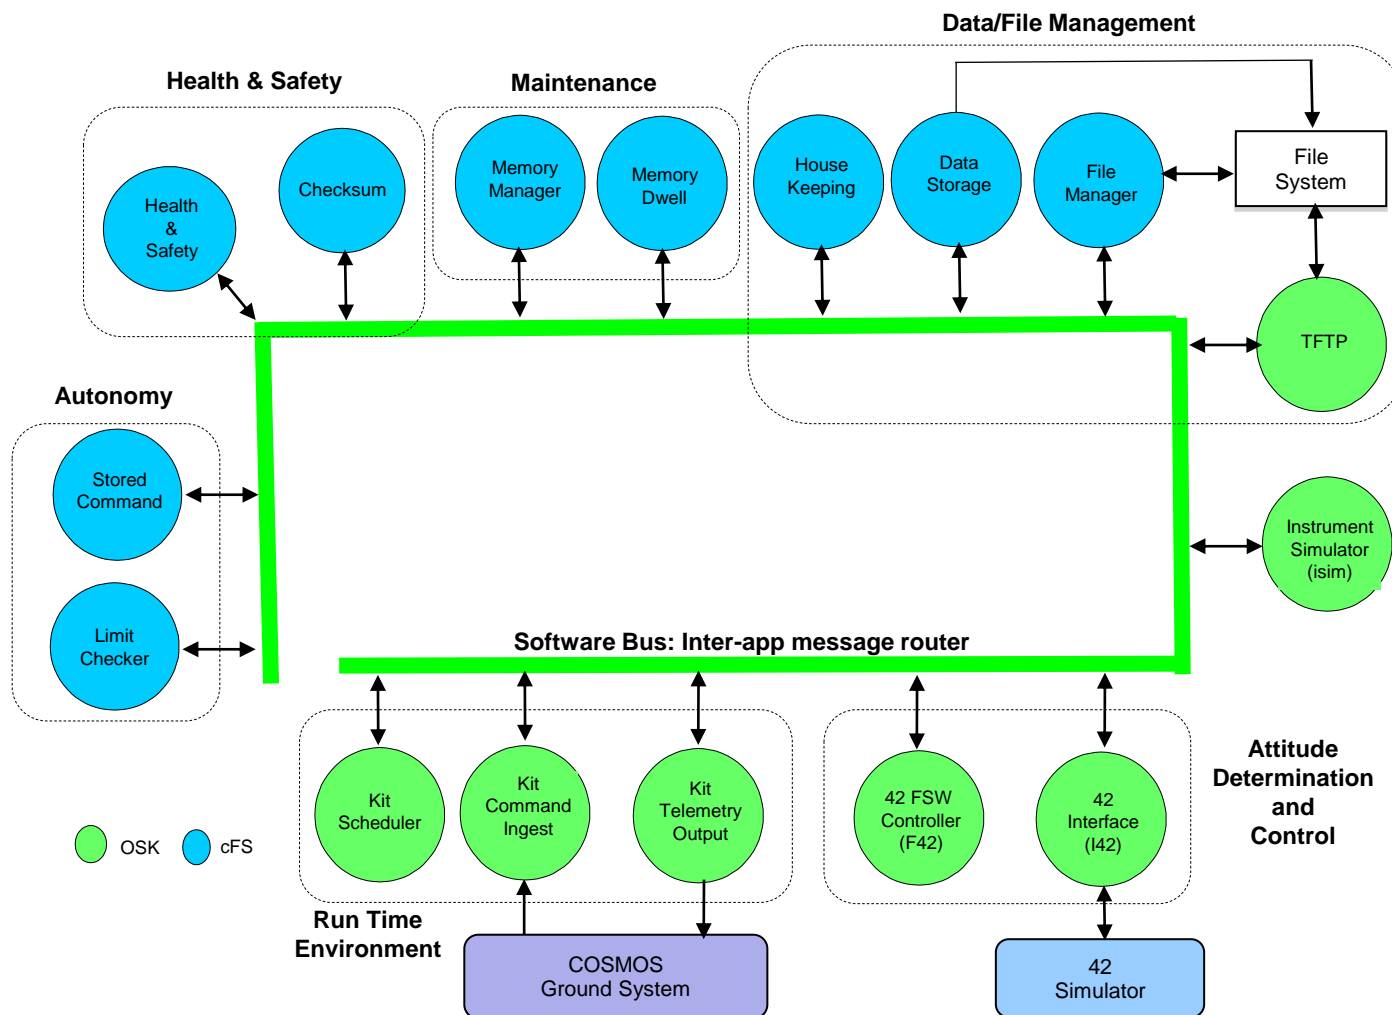 Data/File Management
Health & Safety
Maintenance
Health
&
Safety
Checksum
Memory
Manager
Memory
Dwell
House
Keeping
Data
Storage
File
Manager
File
System
TFTP
Autonomy
Stored
Command
Limit
Checker
Instrument
Simulator
(isim)
Software Bus: Inter-app message router
Kit
Scheduler
Kit
Command
Ingest
Kit
Telemetry
Output
42 FSW
Controller
(F42)
42
Interface
(I42)
Attitude
Determination
and
Control
OSK
cFS
Run Time
Environment
COSMOS
Ground System
42
Simulator